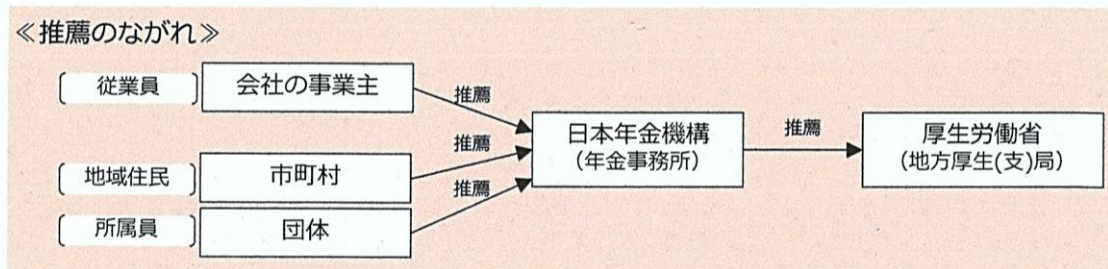 ≪推薦のながれ≫
従業員 会社の事業主
推薦
地域住民 市町村
推薦
所属員 団体
推薦
日本年金機構
（年金事務所）
推薦
厚生労働省
（地方厚生(支)局）